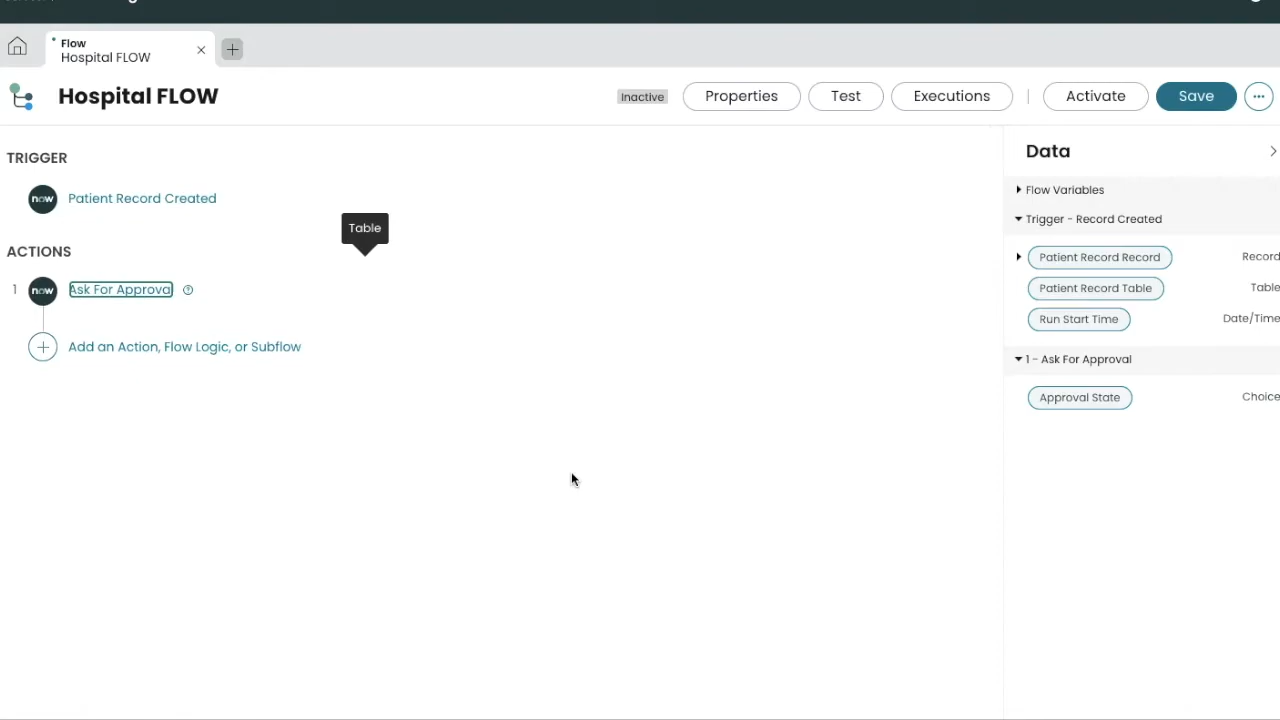 Flow
Hospital FLOW
Hospital FLOW
Inactive
Properties
Test
Executions
Activate
Save
TRIGGER
now
Patient Record Created
Table
ACTIONS
1
now
Ask For Approval
Add an Action, Flow Logic, or Subflow
Data
Flow Variables
Trigger - Record Created
Patient Record Record
Record
Patient Record Table
Table
Run Start Time
Date/Time
1 - Ask For Approval
Approval State
Choice